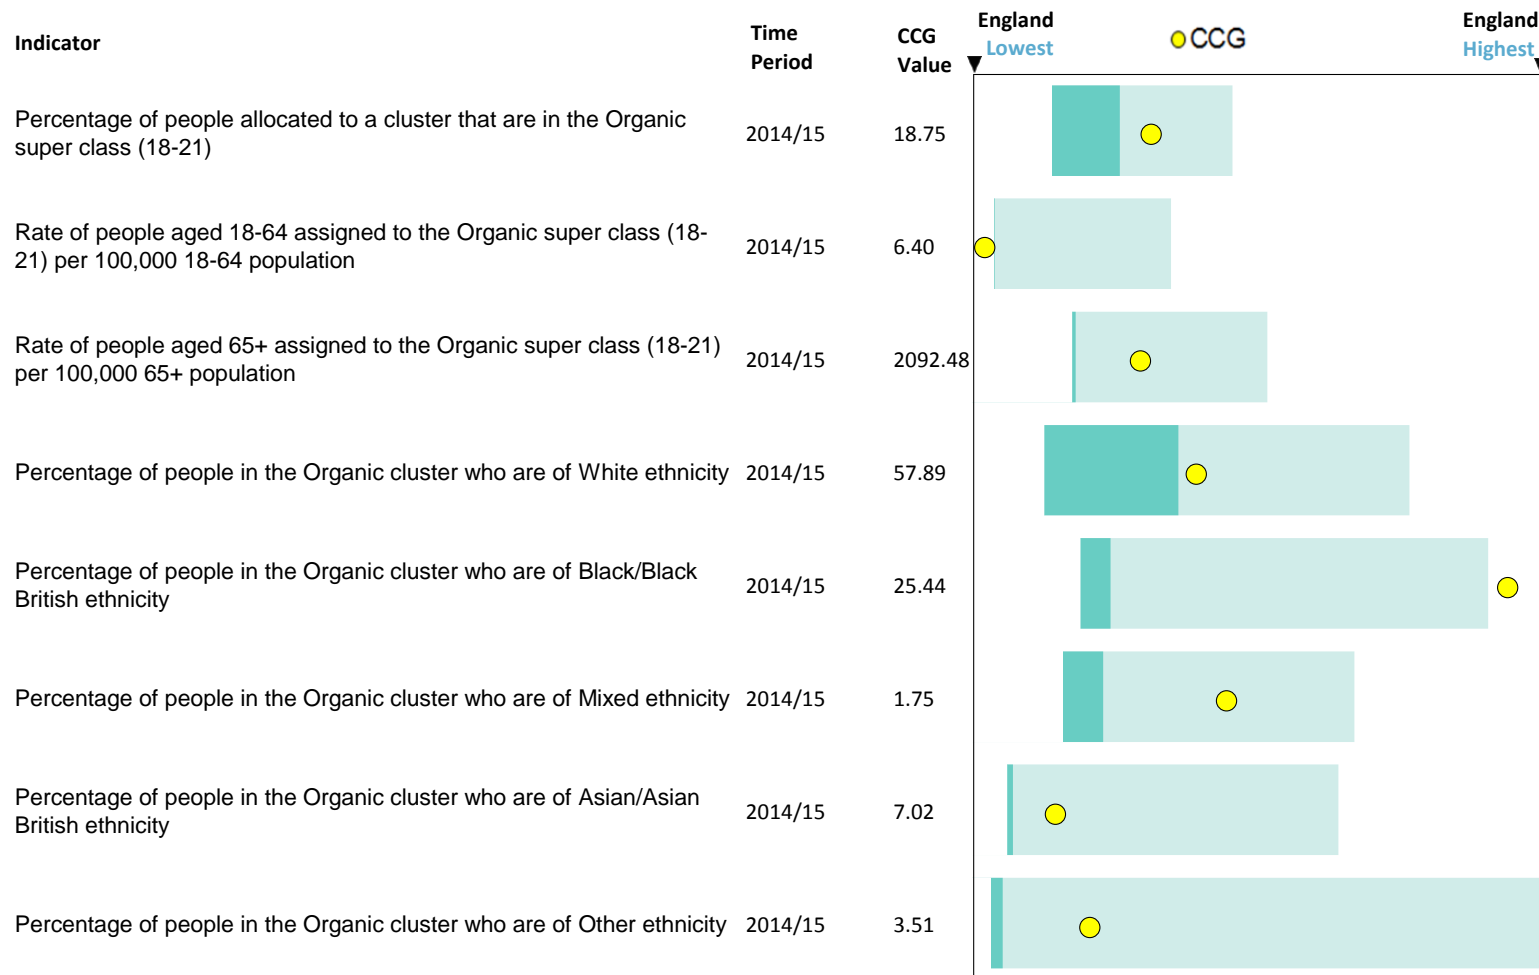 Indicator
Time
Period
CCG
Value
England
Lowest
CCG
England
Highest
Percentage of people allocated to a cluster that are in the Organic
super class (18-21)
2014/15
18.75
Rate of people aged 18-64 assigned to the Organic super class (18-
21) per 100,000 18-64 population
2014/15
6.40
Rate of people aged 65+ assigned to the Organic super class (18-21)
per 100,000 65+ population
2014/15
2092.48
Percentage of people in the Organic cluster who are of White ethnicity
2014/15
57.89
Percentage of people in the Organic cluster who are of Black/Black
British ethnicity
2014/15
25.44
Percentage of people in the Organic cluster who are of Mixed ethnicity
2014/15
1.75
Percentage of people in the Organic cluster who are of Asian/Asian
British ethnicity
2014/15
7.02
Percentage of people in the Organic cluster who are of Other ethnicity
2014/15
3.51